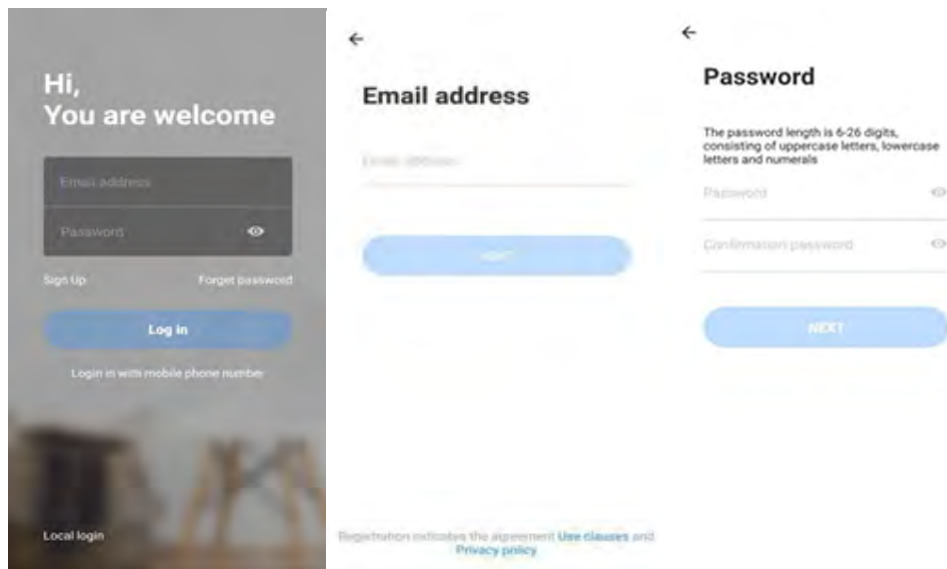 Hi,
You are welcome
Email address
Password
Sign Up
Forget password
Log in
Login in with mobile phone number
Local login
Email address
Email address
NEXT
Registration indicates the agreement Use clauses and
Privacy policy
Password
The password length is 6-26 digits,
consisting of uppercase letters, lowercase
letters and numerals
Password
Confirmation password
NEXT